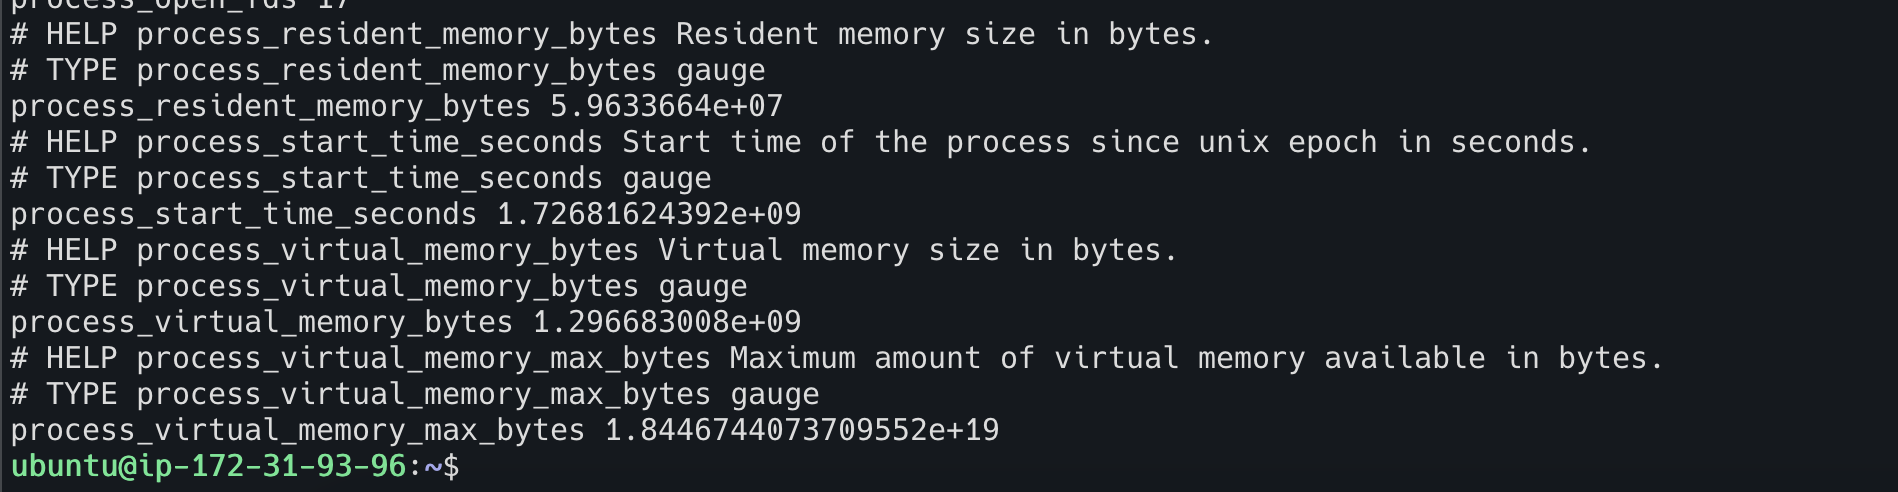 process_open_fds 17
# HELP process_resident_memory_bytes Resident memory size in bytes.
# TYPE process_resident_memory_bytes gauge
process_resident_memory_bytes 5.9633664e+07
# HELP process_start_time_seconds Start time of the process since unix epoch in seconds.
# TYPE process_start_time_seconds gauge
process_start_time_seconds 1.72681624392e+09
# HELP process_virtual_memory_bytes Virtual memory size in bytes.
# TYPE process_virtual_memory_bytes gauge
process_virtual_memory_bytes 1.296683008e+09
# HELP process_virtual_memory_max_bytes Maximum amount of virtual memory available in bytes.
# TYPE process_virtual_memory_max_bytes gauge
process_virtual_memory_max_bytes 1.8446744073709552e+19
ubuntu@ip-172-31-93-96:~$